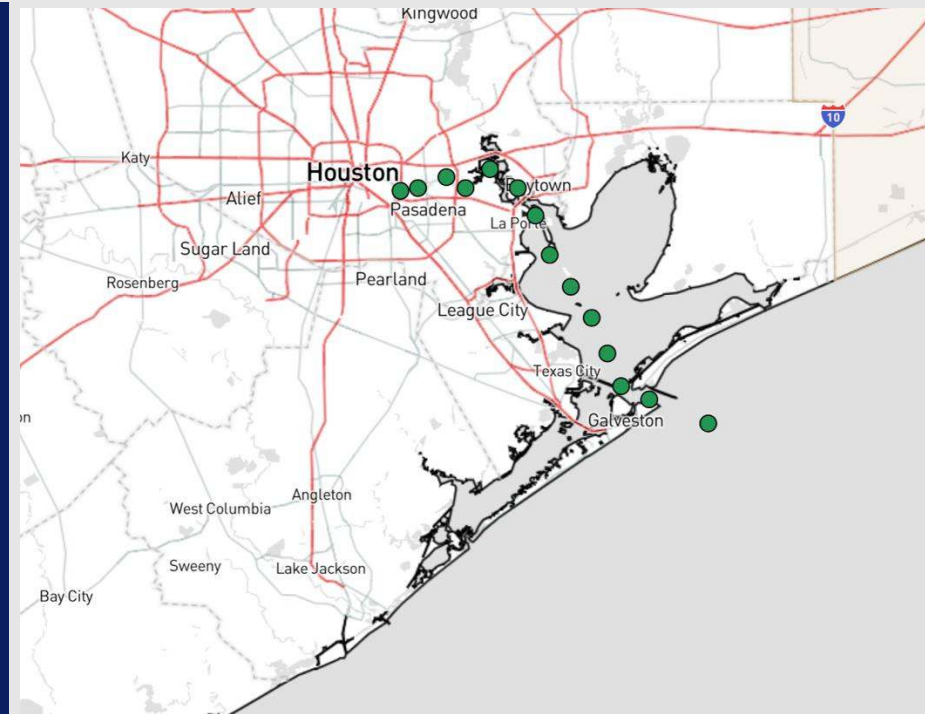 Kingwood
10
Katy
Houston
Baytown
Alief
Pasadena
La Porte
Sugar Land
Pearland
Rosenberg
League City
Texas City
Galveston
on
Angleton
West Columbia
Sweeny
Lake Jackson
Bay City